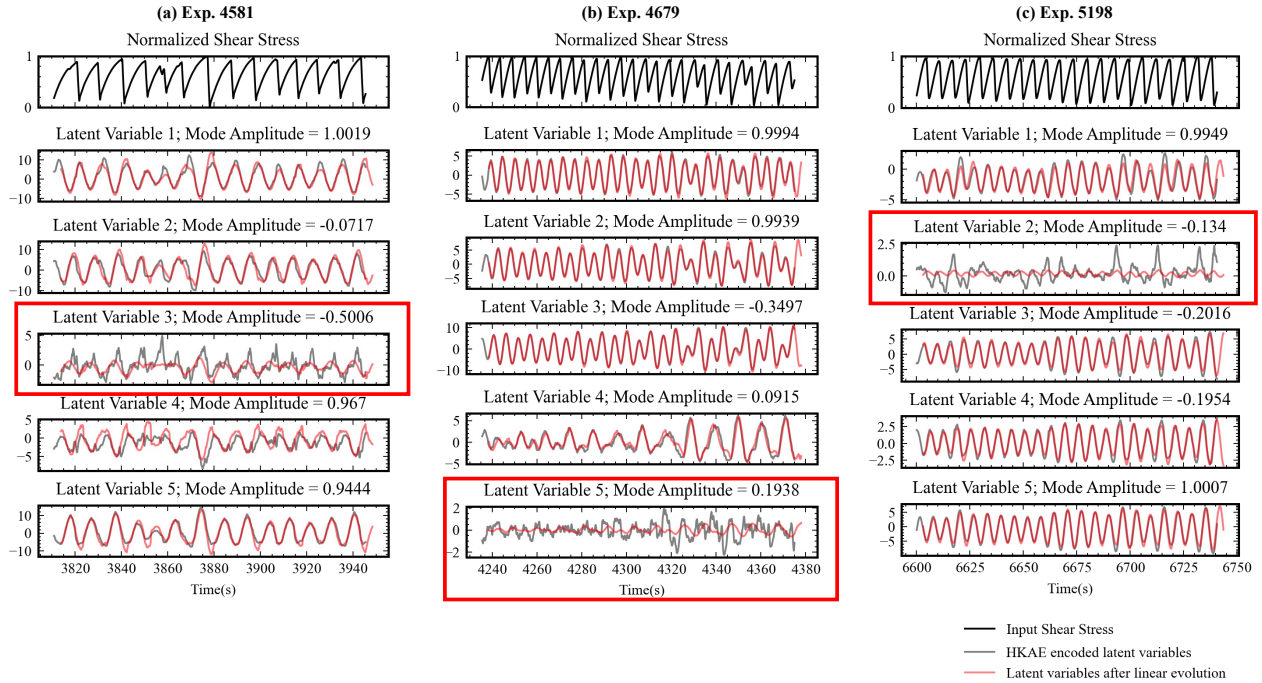 (a) Exp. 4581
Normalized Shear Stress
1
0
Latent Variable 1; Mode Amplitude = 1.0019
10
0
−10
Latent Variable 2; Mode Amplitude = -0.0717
10
0
−10
Latent Variable 3; Mode Amplitude = -0.5006
5
0
Latent Variable 4; Mode Amplitude = 0.967
5
0
−5
Latent Variable 5; Mode Amplitude = 0.9444
10
0
−10
3820 3840 3860 3880 3900 3920 3940
Time(s)
(b) Exp. 4679
Normalized Shear Stress
1
0
Latent Variable 1; Mode Amplitude = 0.9994
5
0
−5
Latent Variable 2; Mode Amplitude = 0.9939
5
0
−5
Latent Variable 3; Mode Amplitude = -0.3497
10
0
−10
Latent Variable 4; Mode Amplitude = 0.0915
5
0
−5
Latent Variable 5; Mode Amplitude = 0.1938
2
0
−2
4240 4260 4280 4300 4320 4340 4360 4380
Time(s)
(c) Exp. 5198
Normalized Shear Stress
1
0
Latent Variable 1; Mode Amplitude = 0.9949
0
−5
Latent Variable 2; Mode Amplitude = -0.134
2.5
0.0
Latent Variable 3; Mode Amplitude = -0.2016
5
0
−5
Latent Variable 4; Mode Amplitude = -0.1954
2.5
0.0
−2.5
Latent Variable 5; Mode Amplitude = 1.0007
5
0
−5
6600 6625 6650 6675 6700 6725 6750
Time(s)
Input Shear Stress
HKAE encoded latent variables
Latent variables after linear evolution